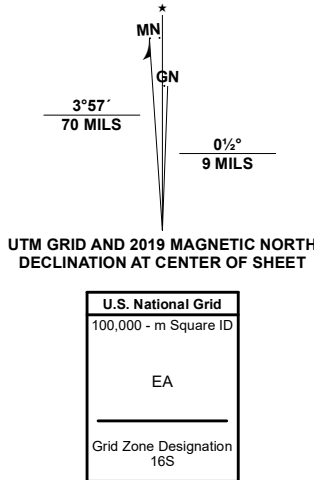 ★
MN
GN
3°57´
70 MILS
0½°
9 MILS
UTM GRID AND 2019 MAGNETIC NORTH
DECLINATION AT CENTER OF SHEET
U.S. National Grid
100,000 - m Square ID
EA
Grid Zone Designation
16S